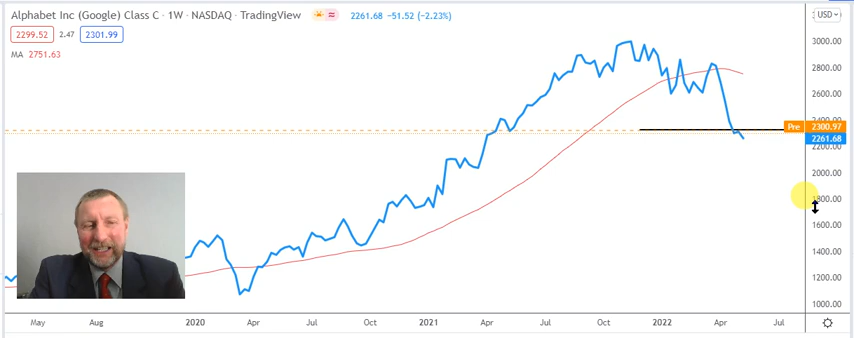 Alphabet Inc (Google) Class C · 1W · NASDAQ · TradingView 2261.68 −51.52 (−2.23%)
USD
2299.52 2.47 2301.99
MA 2751.63
3000.00
2800.00
2600.00
2400.00
Pre 2300.97
2261.68
2200.00
2000.00
1800.00
1600.00
1400.00
1200.00
1000.00
May Aug 2020 Apr Jul Oct 2021 Apr Jul Oct 2022 Apr Jul